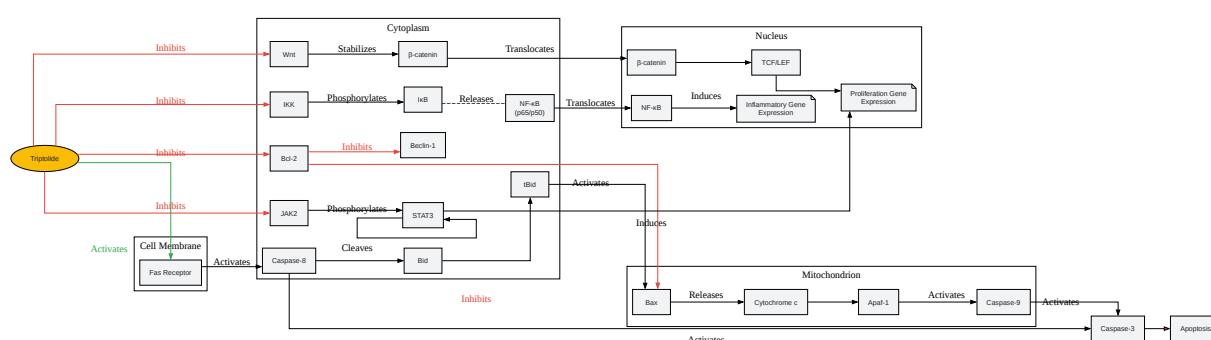 Cytoplasm
Nucleus
Inhibits
Wnt
Stabilizes
β-catenin
Translocates
β-catenin
TCF/LEF
Inhibits
IKK
Phosphorylates
IκB
Releases
NF-κB
(p65/p50)
Translocates
NF-κB
Induces
Inflammatory Gene
Expression
Proliferation Gene
Expression
Triptolide
Inhibits
Bcl-2
Inhibits
Beclin-1
tBid
Activates
Inhibits
JAK2
Phosphorylates
STAT3
Induces
Activates
Cell Membrane
Fas Receptor
Activates
Caspase-8
Cleaves
Bid
Inhibits
Mitochondrion
Bax
Releases
Cytochrome c
Apaf-1
Activates
Caspase-9
Activates
Caspase-3
Apoptosis
Activates